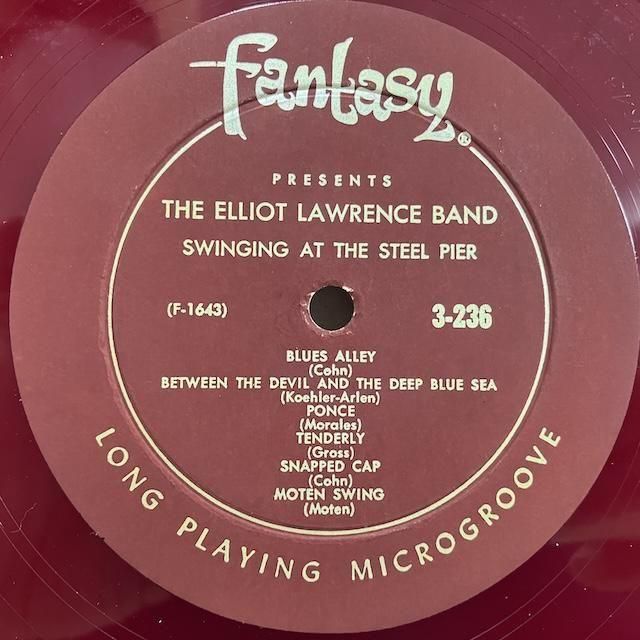 Fantasy®
PRESENTS
THE ELLIOT LAWRENCE BAND
SWINGING AT THE STEEL PIER
(F-1643) 3-236
BLUES ALLEY
(Cohn)
BETWEEN THE DEVIL AND THE DEEP BLUE SEA
(Koehler-Arlen)
PONCE
(Morales)
TENDERLY
(Gross)
SNAPPED CAP
(Cohn)
MOTEN SWING
(Moten)
LONG PLAYING MICROGROOVE